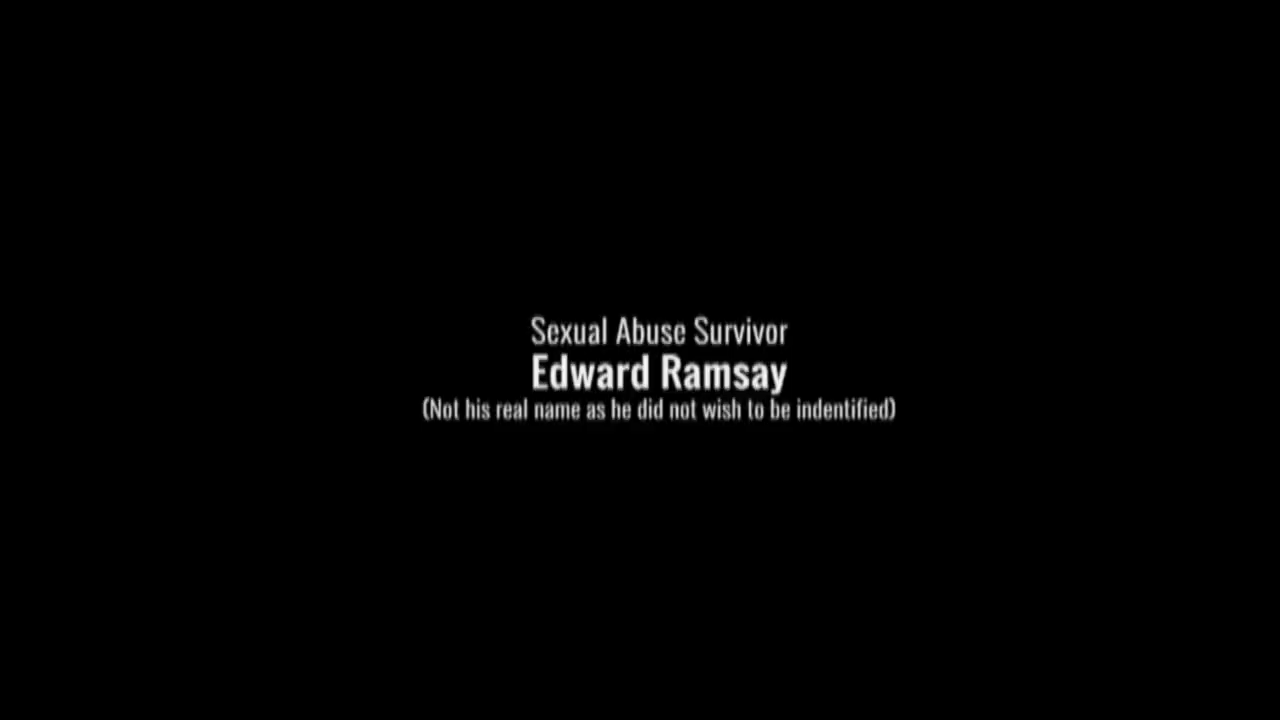 Sexual Abuse Survivor
Edward Ramsay
(Not his real name as he did not wish to be indentified)